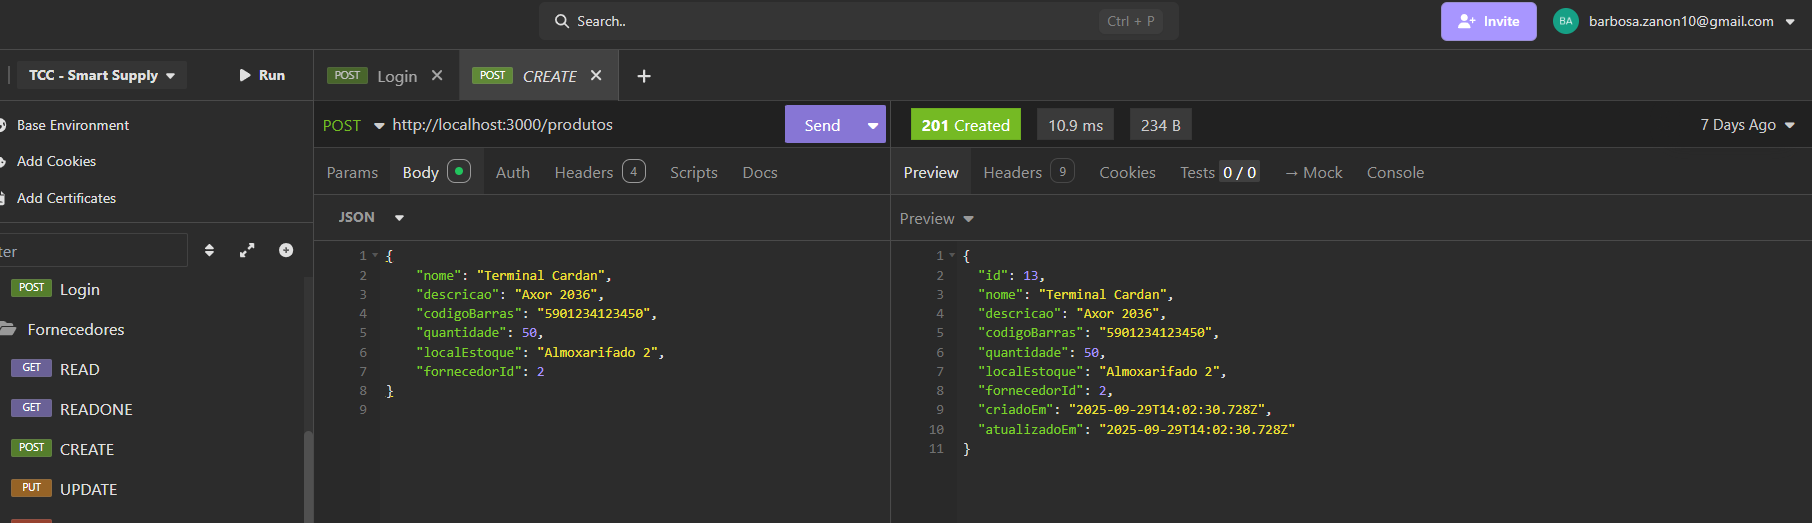 Search..
Ctrl + P
Invite
BA
barbosa.zanon10@gmail.com
TCC - Smart Supply
Run
POST Login
POST CREATE
Base Environment
Add Cookies
Add Certificates
ter
POST Login
Fornecedores
GET READ
GET READONE
POST CREATE
PUT UPDATE
POST http://localhost:3000/produtos
Send
201 Created
10.9 ms
234 B
7 Days Ago
Params
Body
Auth
Headers 4
Scripts
Docs
JSON
1 {
2 "nome": "Terminal Cardan",
3 "descricao": "Axor 2036",
4 "codigoBarras": "5901234123450",
5 "quantidade": 50,
6 "localEstoque": "Almoxarifado 2",
7 "fornecedorId": 2
8 }
9
Preview
Headers 9
Cookies
Tests 0 / 0
→ Mock
Console
Preview
1 {
2 "id": 13,
3 "nome": "Terminal Cardan",
4 "descricao": "Axor 2036",
5 "codigoBarras": "5901234123450",
6 "quantidade": 50,
7 "localEstoque": "Almoxarifado 2",
8 "fornecedorId": 2,
9 "criadoEm": "2025-09-29T14:02:30.728Z",
10 "atualizadoEm": "2025-09-29T14:02:30.728Z"
11 }